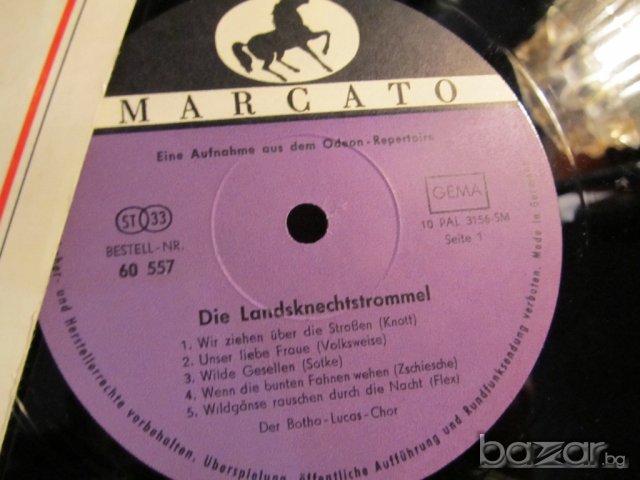 MARCATO
Eine Aufnahme aus dem Odeon-Repertoire
ST 33
BESTELL-NR.
60 557
GEMA
10 PAL 3156-SM
Seite 1
Die Landsknechtstrommel
1. Wir ziehen über die Straßen (Knott)
2. Unser liebe Fraue (Volksweise)
3. Wilde Gesellen (Sotke)
4. Wenn die bunten Fahnen wehen (Zschiesche)
5. Wildgänse rauschen durch die Nacht (Flex)
Der Botho-Lucas-Chor
und Herstellerrechte vorbehalten. Überspielung, öffentliche Aufführung und Rundfunksendung verboten. Made in Germany
bazar.bg